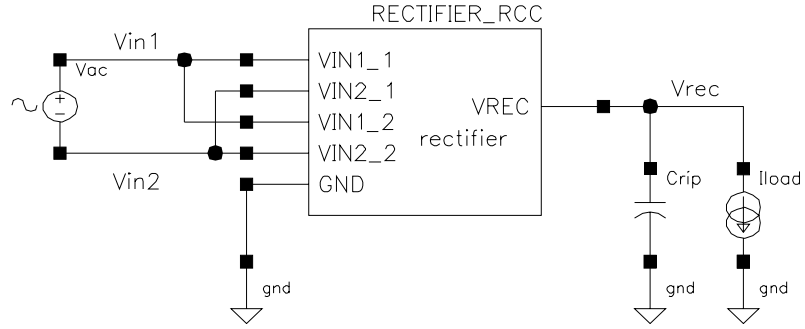 RECTIFIER_RCC
Vin1
Vac
+
−
VIN1_1
VIN2_1
VIN1_2
VIN2_2
GND
VREC
rectifier
Vrec
Vin2
Crip
Iload
gnd
gnd
gnd